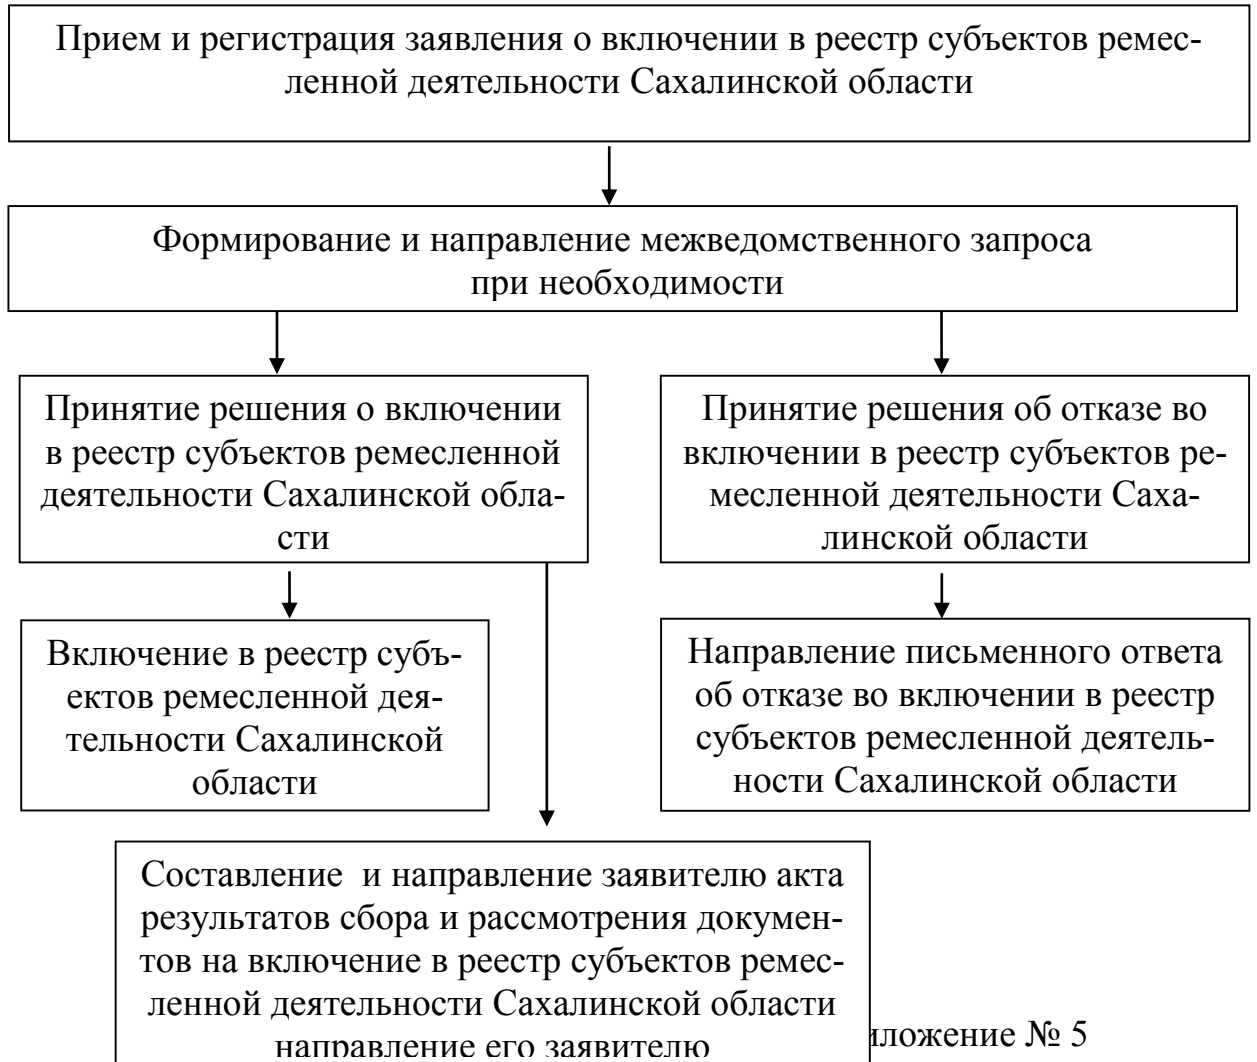 Прием и регистрация заявления о включении в реестр субъектов ремес-
ленной деятельности Сахалинской области
Формирование и направление межведомственного запроса
при необходимости
Принятие решения о включении
в реестр субъектов ремесленной
деятельности Сахалинской обла-
сти
Принятие решения об отказе во
включении в реестр субъектов ре-
месленной деятельности Саха-
линской области
Включение в реестр субъ-
ектов ремесленной дея-
тельности Сахалинской
области
Направление письменного ответа
об отказе во включении в реестр
субъектов ремесленной деятель-
ности Сахалинской области
Составление  и направление заявителю акта
результатов сбора и рассмотрения докумен-
тов на включение в реестр субъектов ремес-
ленной деятельности Сахалинской области
направление его заявителю
иложение № 5